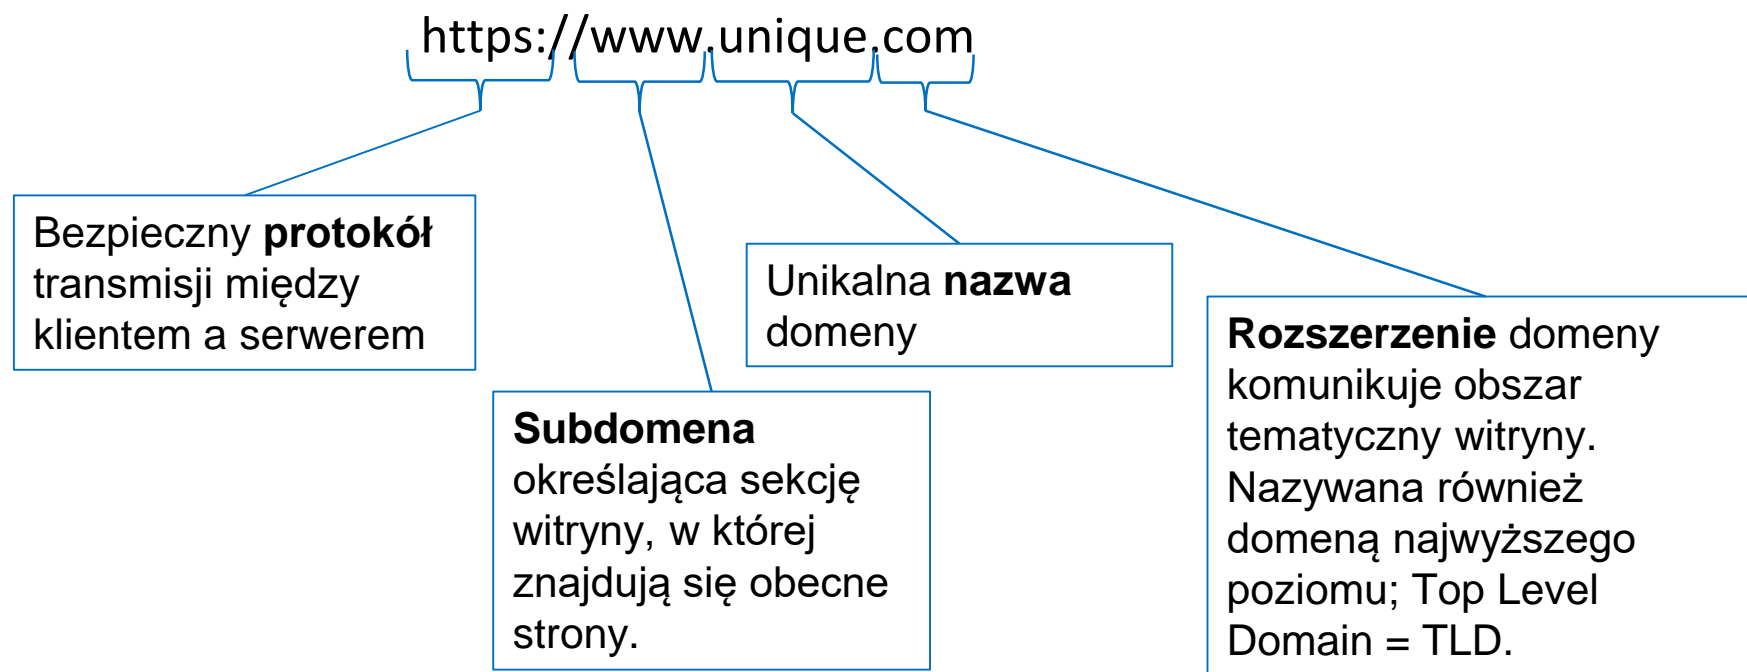 https://www.unique.com
Bezpieczny protokół
transmisji między
klientem a serwerem
Subdomena
określająca sekcję
witryny, w której
znajdują się obecne
strony.
Unikalna nazwa
domeny
Rozszerzenie domeny
komunikuje obszar
tematyczny witryny.
Nazywana również
domeną najwyższego
poziomu; Top Level
Domain = TLD.